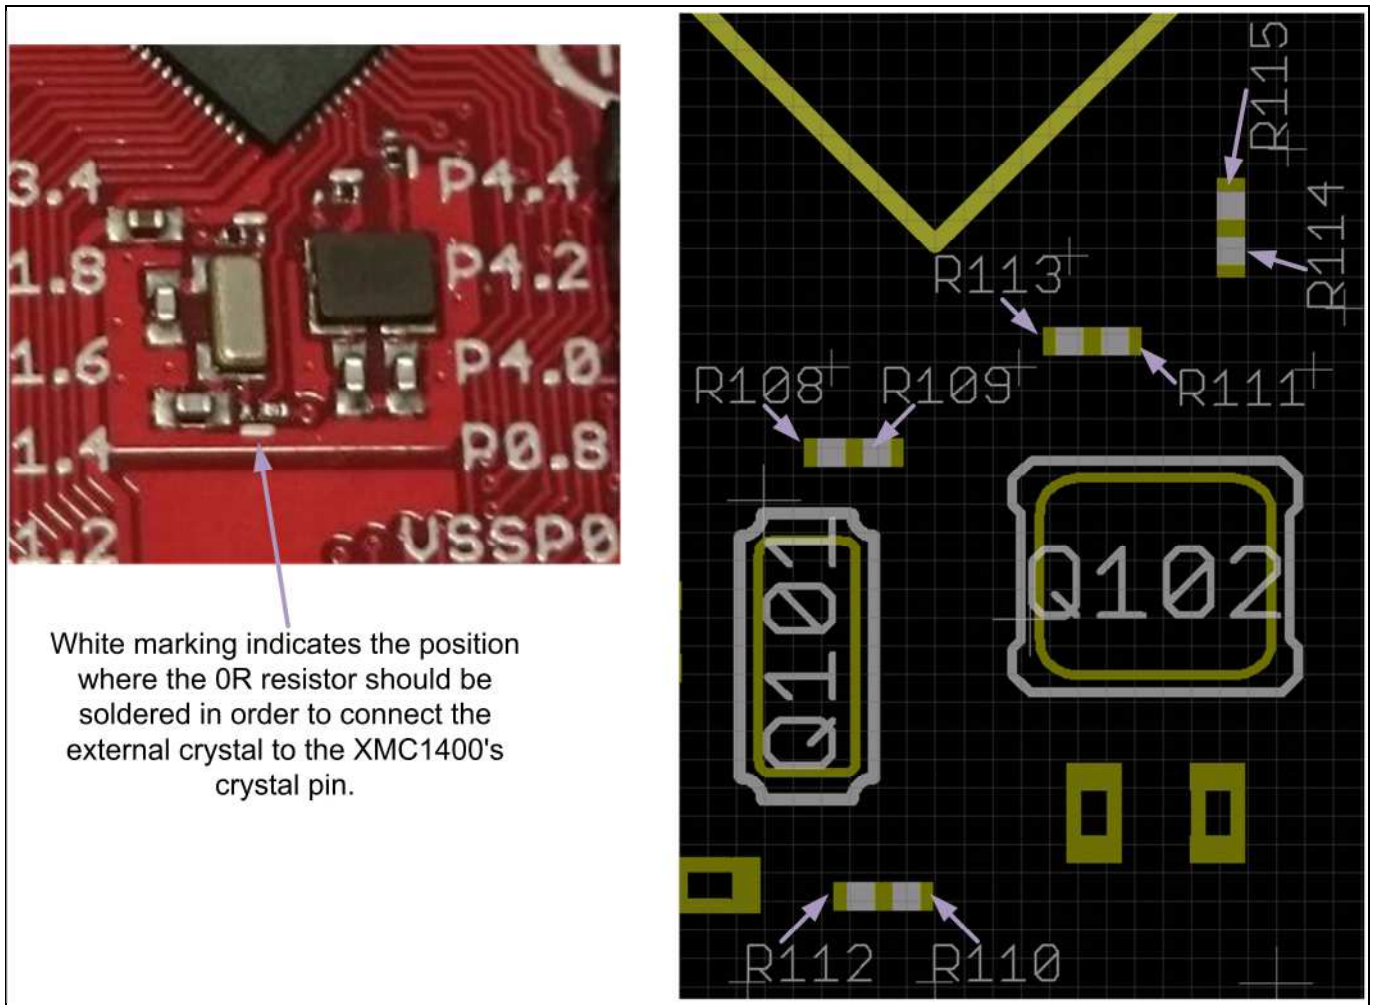 3.4
P4.4
1.8
P4.2
1.6
P4.0
1.4
P0.8
1.2
VSSP0
White marking indicates the position
where the 0R resistor should be
soldered in order to connect the
external crystal to the XMC1400's
crystal pin.
R115
R114
R113
R111
R108
R109
Q101
Q102
R112
R110